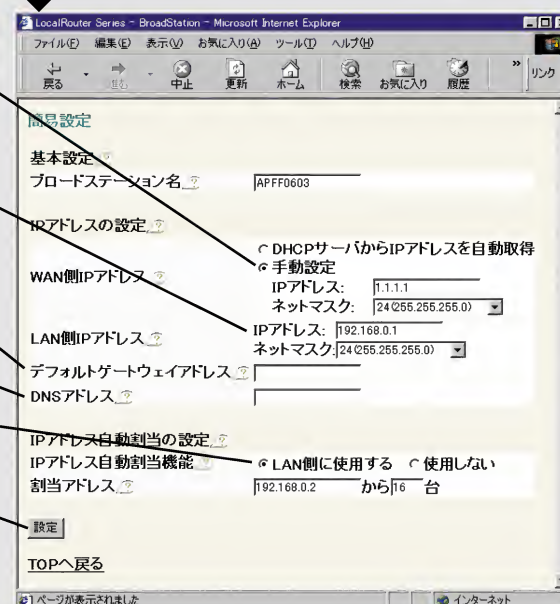 LocalRouter Series - BroadStation - Microsoft Internet Explorer
ファイル(F) 編集(E) 表示(V) お気に入り(A) ツール(T) ヘルプ(H)
戻る 進む 中止 更新 ホーム 検索 お気に入り 履歴 » リンク
簡易設定
基本設定 ?
ブロードステーション名 ? APFF0603
IPアドレスの設定 ?
WAN側IPアドレス ?
DHCPサーバからIPアドレスを自動取得
手動設定
IPアドレス: 1.1.1.1
ネットマスク: 24(255.255.255.0)
LAN側IPアドレス ?
IPアドレス: 192.168.0.1
ネットマスク: 24(255.255.255.0)
デフォルトゲートウェイアドレス ?
DNSアドレス ?
IPアドレス自動割当の設定 ?
IPアドレス自動割当機能 ? LAN側に使用する 使用しない
割当アドレス ? 192.168.0.2 から 16 台
設定
TOPへ戻る
ページが表示されました インターネット